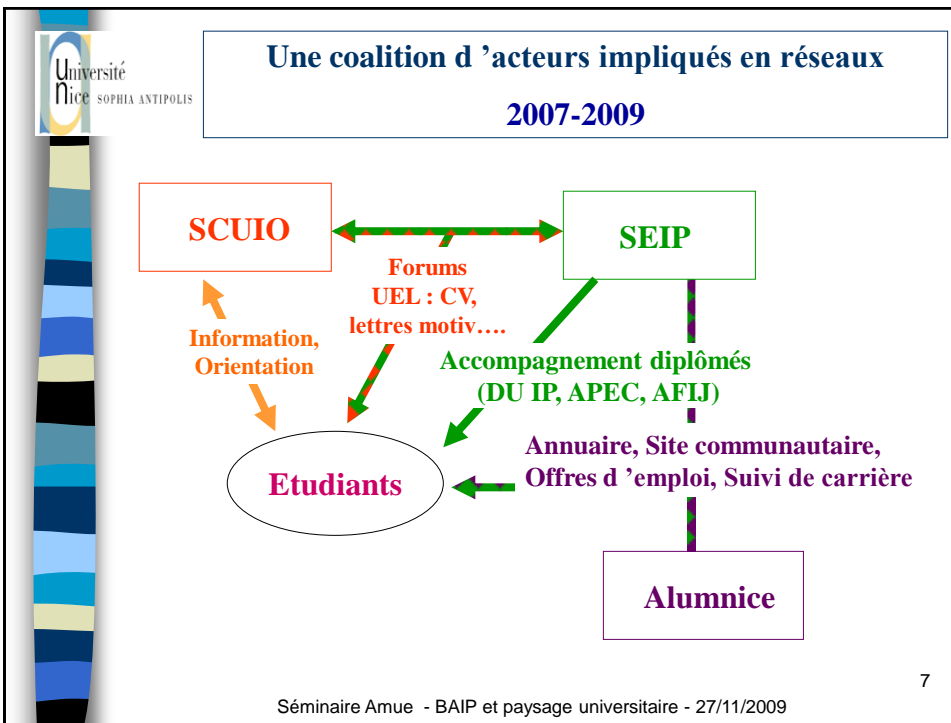 Université
Nice SOPHIA ANTIPOLIS
Une coalition d ’acteurs impliqués en réseaux
2007-2009
SCUIO
SEIP
Forums
UEL : CV,
lettres motiv….
Information,
Orientation
Accompagnement diplômés
(DU IP, APEC, AFIJ)
Annuaire, Site communautaire,
Offres d ’emploi, Suivi de carrière
Etudiants
Alumnice
7
Séminaire Amue - BAIP et paysage universitaire - 27/11/2009